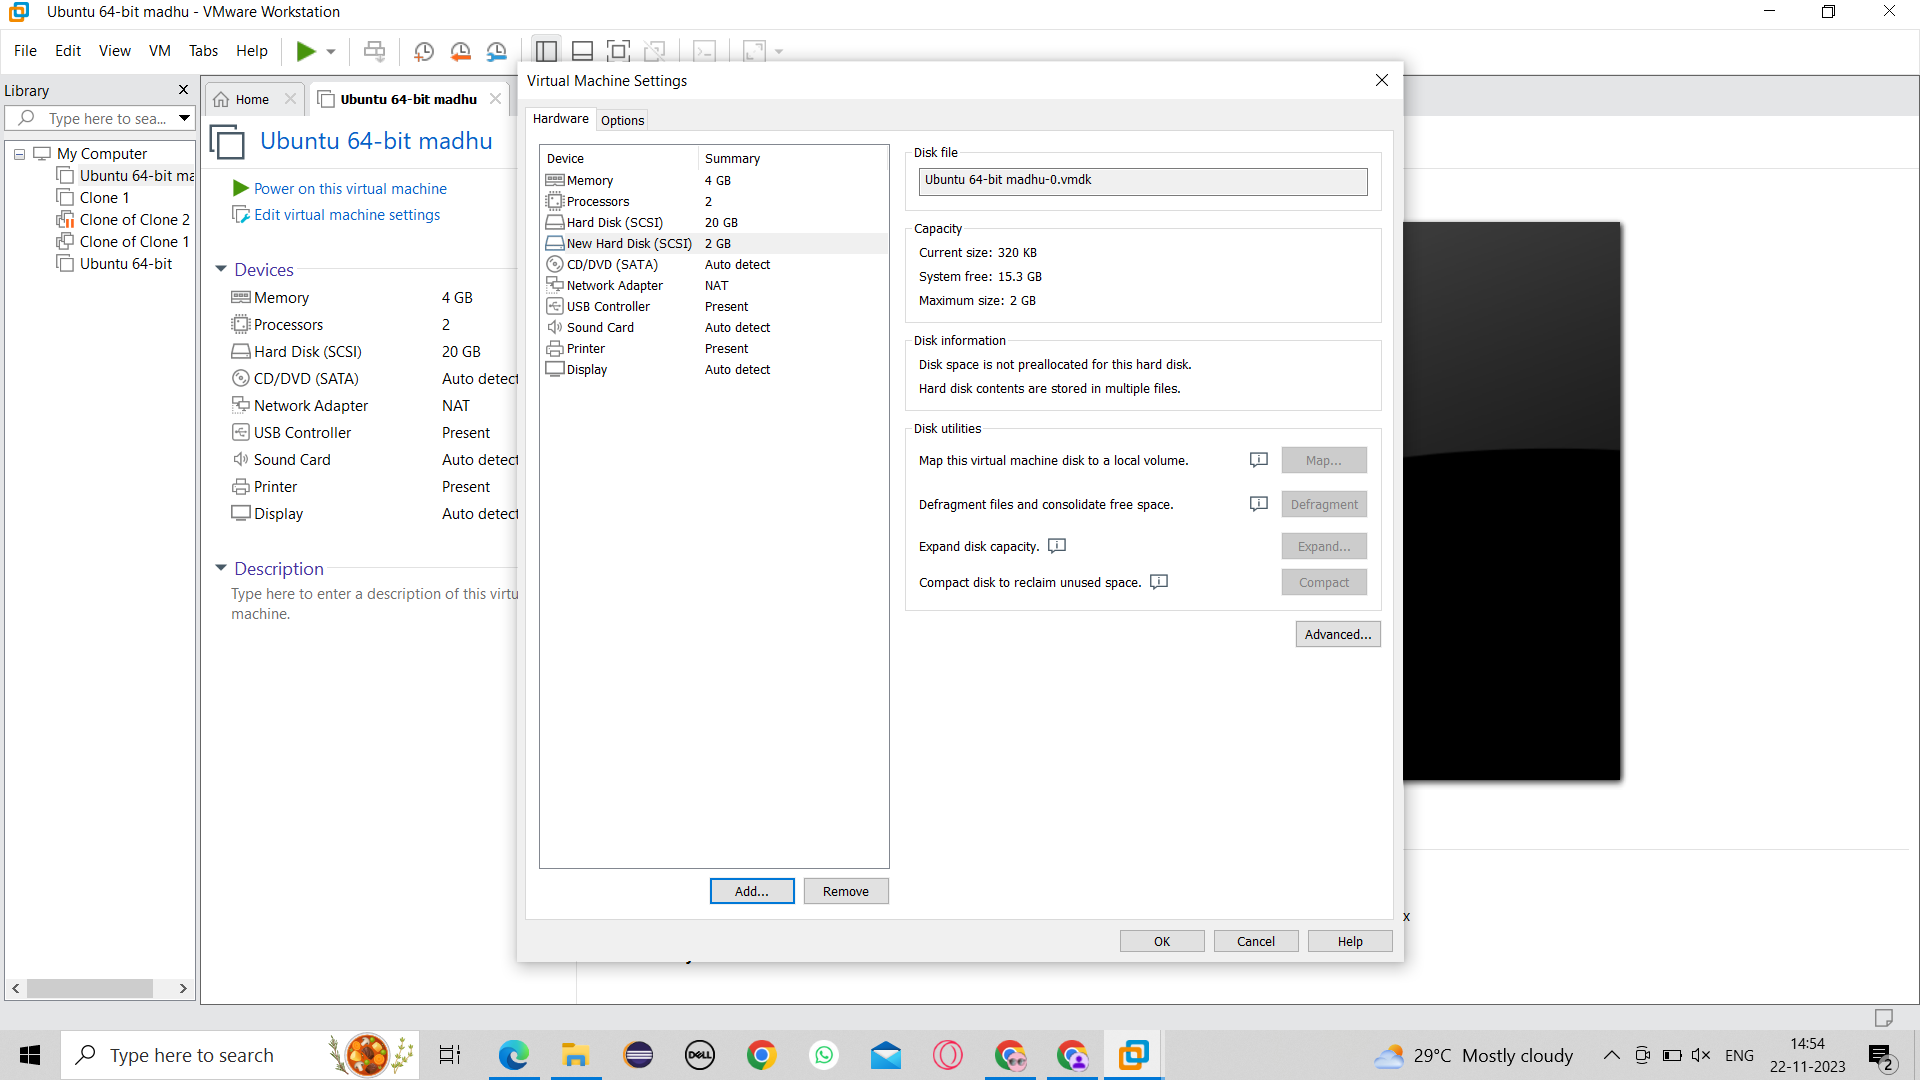 Ubuntu 64-bit madhu - VMware Workstation
File Edit View VM Tabs Help
Library
Type here to sea...
My Computer
Ubuntu 64-bit ma
Clone 1
Clone of Clone 2
Clone of Clone 1
Ubuntu 64-bit
Home
Ubuntu 64-bit madhu
Ubuntu 64-bit madhu
Power on this virtual machine
Edit virtual machine settings
Devices
Memory 4 GB
Processors 2
Hard Disk (SCSI) 20 GB
CD/DVD (SATA) Auto detect
Network Adapter NAT
USB Controller Present
Sound Card Auto detect
Printer Present
Display Auto detect
Description
Type here to enter a description of this virtu
machine.
Virtual Machine Settings
Hardware Options
Device Summary
Memory 4 GB
Processors 2
Hard Disk (SCSI) 20 GB
New Hard Disk (SCSI) 2 GB
CD/DVD (SATA) Auto detect
Network Adapter NAT
USB Controller Present
Sound Card Auto detect
Printer Present
Display Auto detect
Add... Remove
Disk file
Ubuntu 64-bit madhu-0.vmdk
Capacity
Current size: 320 KB
System free: 15.3 GB
Maximum size: 2 GB
Disk information
Disk space is not preallocated for this hard disk.
Hard disk contents are stored in multiple files.
Disk utilities
Map this virtual machine disk to a local volume. Map...
Defragment files and consolidate free space. Defragment
Expand disk capacity. Expand...
Compact disk to reclaim unused space. Compact
Advanced...
x
OK Cancel Help
Type here to search
DELL
29°C Mostly cloudy
ENG
14:54
22-11-2023
2